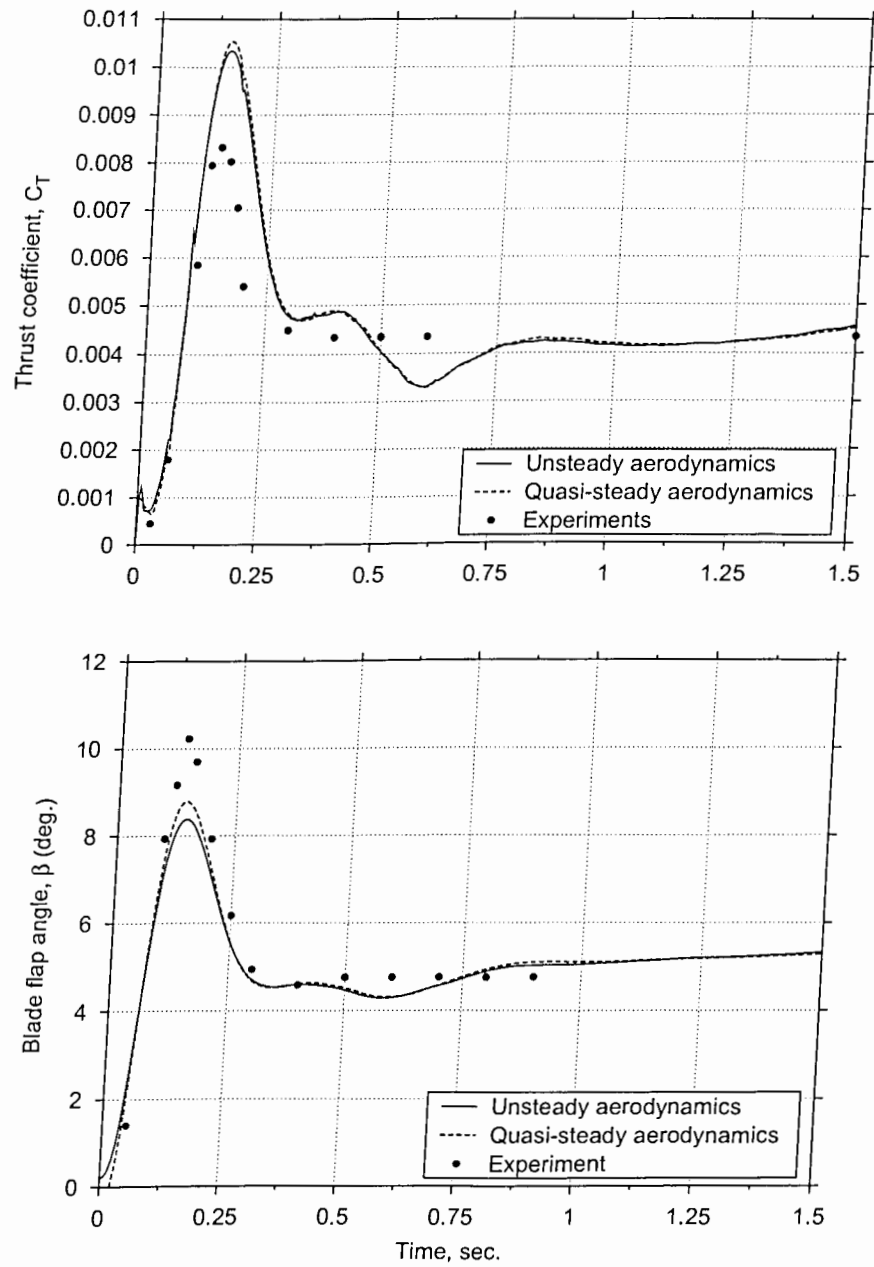 0.011
0.01
0.009
0.008
0.007
0.006
0.005
0.004
0.003
0.002
0.001
0
Thrust coefficient, C_T
Unsteady aerodynamics
Quasi-steady aerodynamics
Experiments
0 0.25 0.5 0.75 1 1.25 1.5
12
10
8
6
4
2
0
Blade flap angle, β (deg.)
Unsteady aerodynamics
Quasi-steady aerodynamics
Experiment
0 0.25 0.5 0.75 1 1.25 1.5
Time, sec.